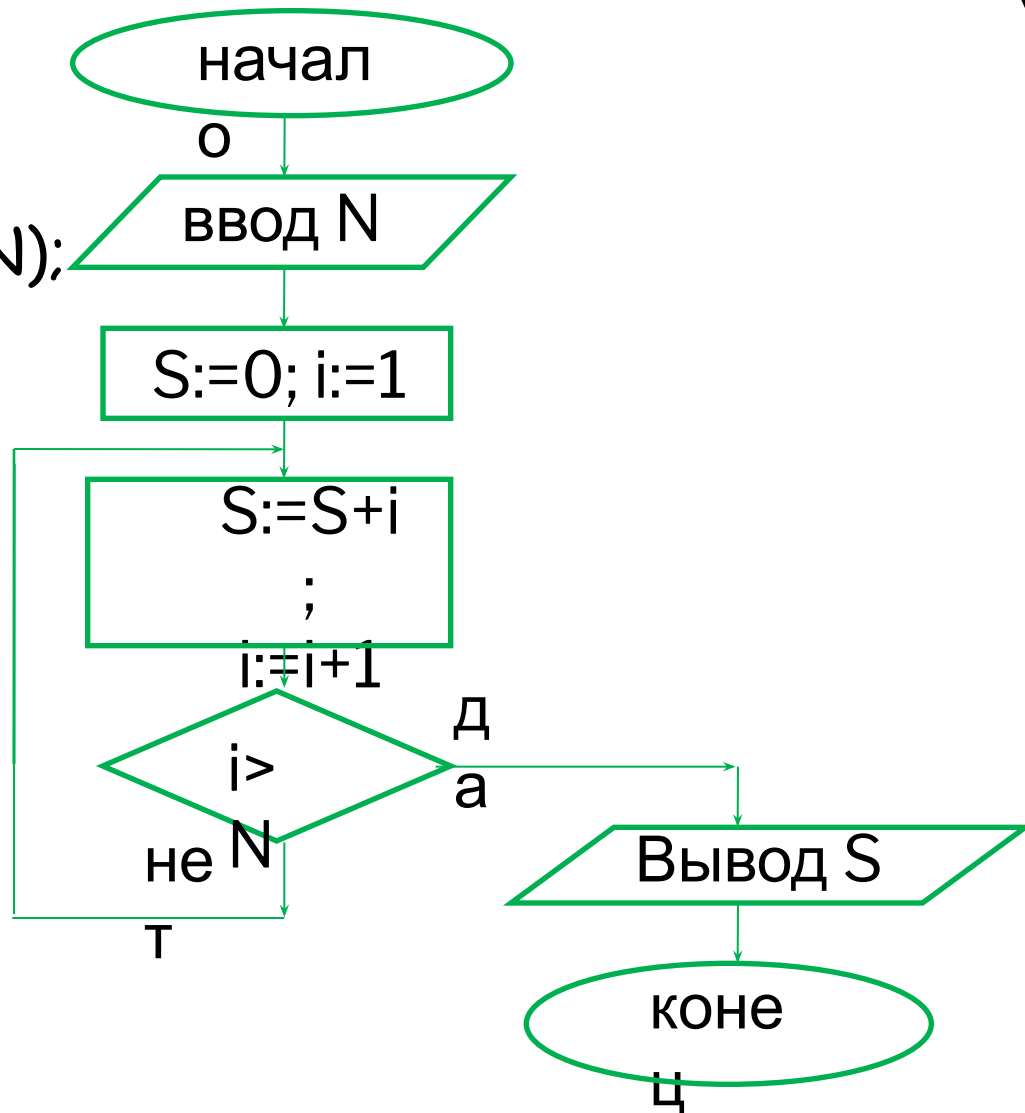 начал
о
ввод N
N);
S:=0; i:=1
S:=S+i
;
i:=i+1
i>
N
д
а
не
т
Вывод S
коне
ц